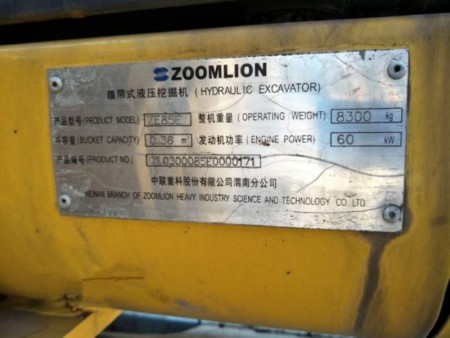 ZOOMLION
履带式液压挖掘机 (HYDRAULIC EXCAVATOR)
产品型号(PRODUCT MODEL) ZE85E 整机重量(OPERATING WEIGHT) 8300 kg
斗容量(BUCKET CAPACITY) 0.38 m³ 发动机功率(ENGINE POWER) 60 kW
产品编号(PRODUCT NO.) ZL0300085E0000171
中联重科股份有限公司渭南分公司
WEINAN BRANCH OF ZOOMLION HEAVY INDUSTRY SCIENCE AND TECHNOLOGY CO. LTD.